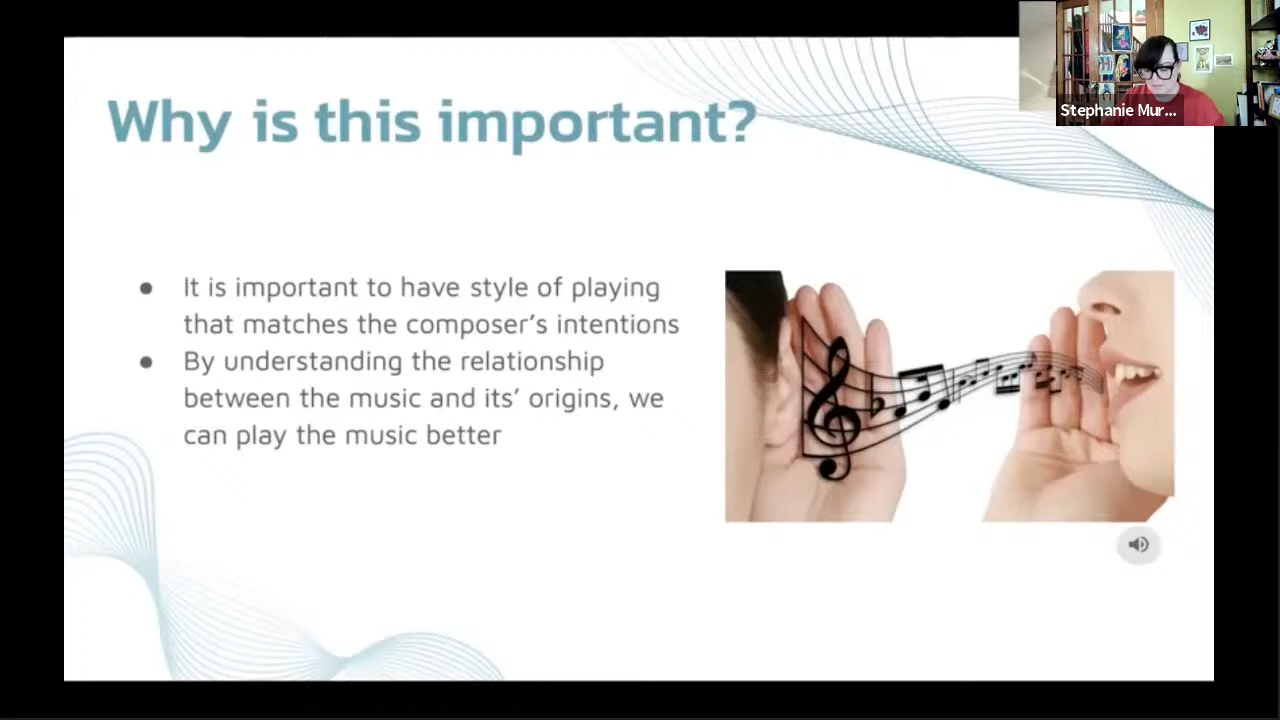 Why is this important?
Stephanie Mur...
● It is important to have style of playing
that matches the composer’s intentions
● By understanding the relationship
between the music and its’ origins, we
can play the music better